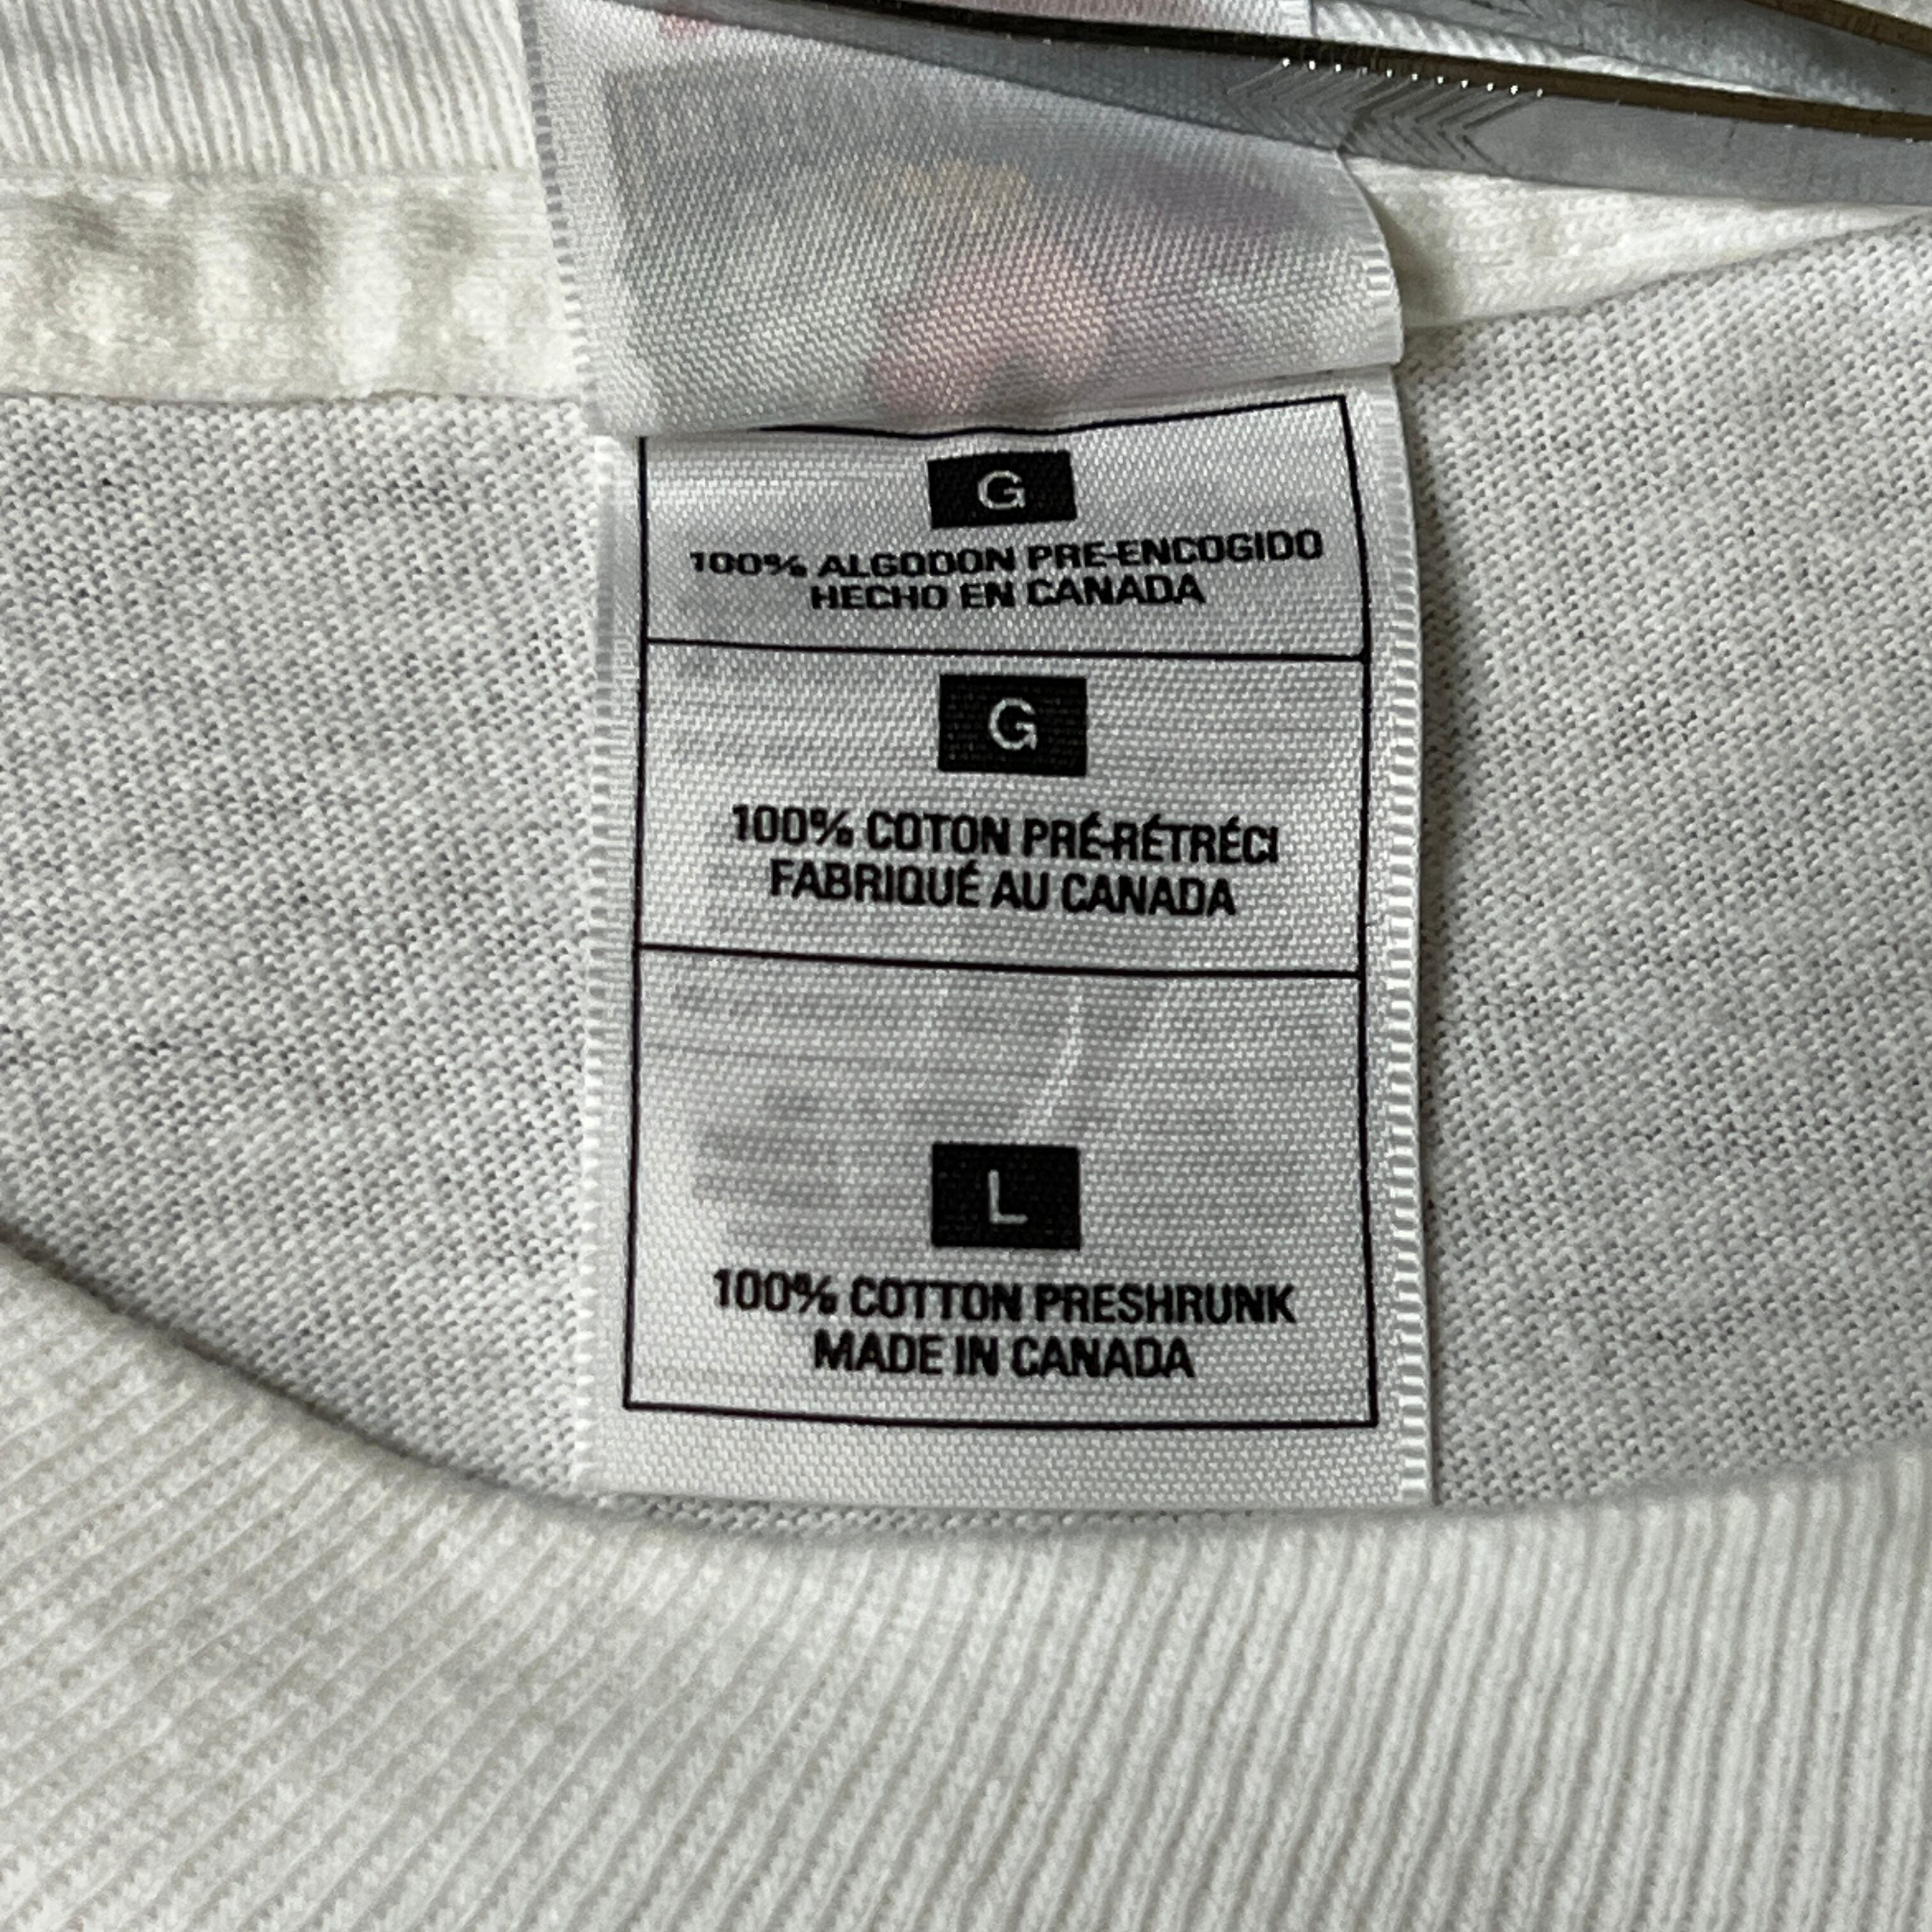 G
100% ALGODON PRE-ENCOGIDO
HECHO EN CANADA
G
100% COTON PRÉ-RÉTRÉCI
FABRIQUÉ AU CANADA
L
100% COTTON PRESHRUNK
MADE IN CANADA